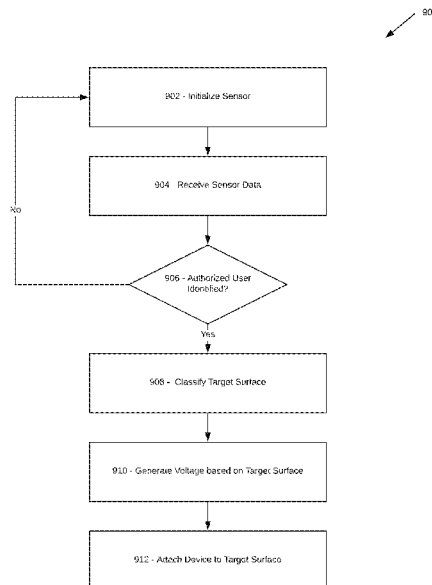 90
902 - Initialize Sensor
904 - Receive Sensor Data
No
906 - Authorized User
Identified?
Yes
908 - Classify Target Surface
910 - Generate Voltage based on Target Surface
912 - Attach Device to Target Surface